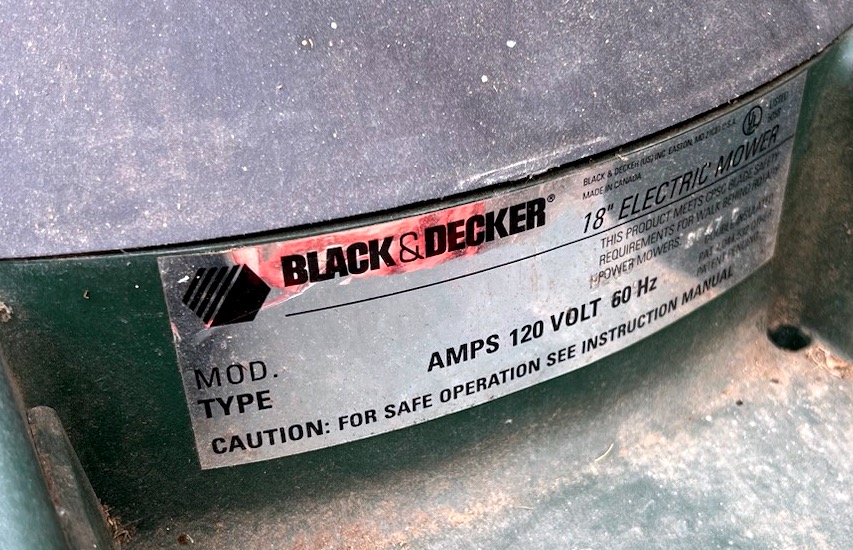 BLACK & DECKER (US) INC. EASTON, MD 21601 U.S.A.
MADE IN CANADA
UL LISTED
BLACK&DECKER®
18" ELECTRIC MOWER
THIS PRODUCT MEETS CPSC BLADE SAFETY
REQUIREMENTS FOR WALK BEHIND ROTARY
POWER MOWERS.
MOD.
AMPS 120 VOLT 60 Hz
TYPE
CAUTION: FOR SAFE OPERATION SEE INSTRUCTION MANUAL